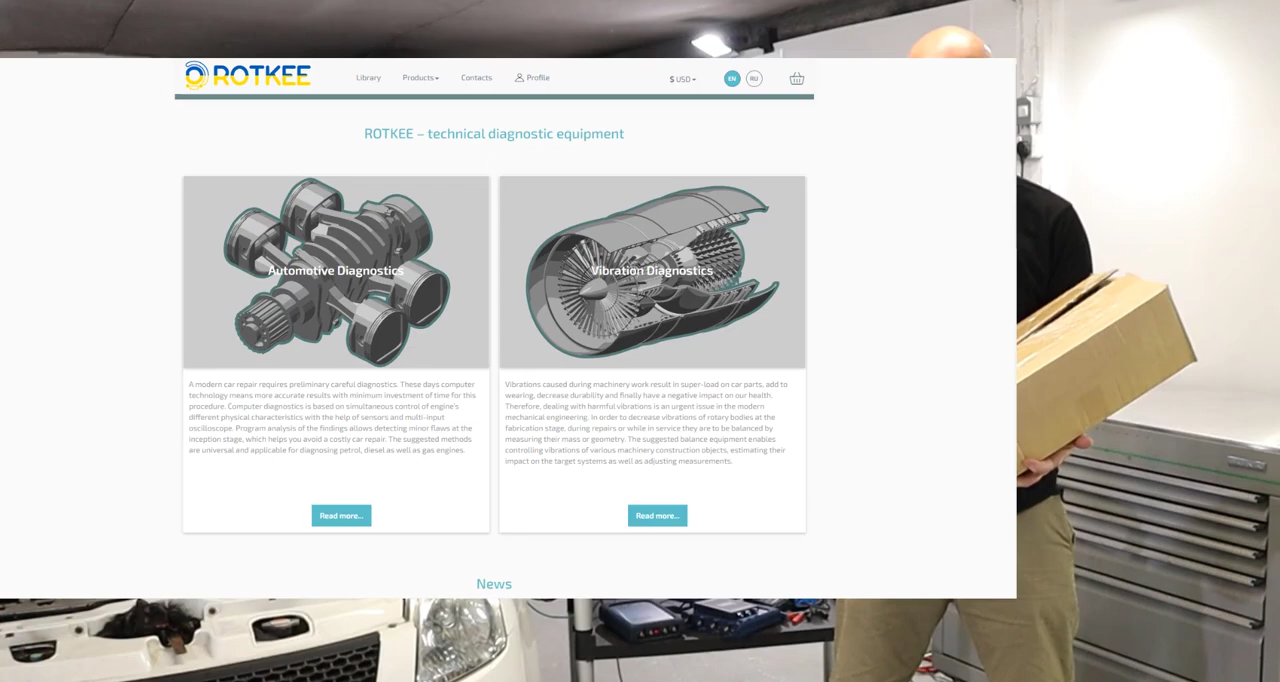 ROTKEE
Library Products Contacts Profile $ USD EN RU
ROTKEE – technical diagnostic equipment
Automotive Diagnostics
A modern car repair requires preliminary careful diagnostics. These days computer
technology means more accurate results with minimum investment of time for this
procedure. Computer diagnostics is based on simultaneous control of engine's
different physical characteristics with the help of sensors and multi-input
oscilloscope. Program analysis of the findings allows detecting minor flaws at the
inception stage, which helps you avoid a costly car repair. The suggested methods
are universal and applicable for diagnosing petrol, diesel as well as gas engines.
Read more...
Vibration Diagnostics
Vibrations caused during machinery work result in super-load on car parts, add to
wearing, decrease durability and finally have a negative impact on our health.
Therefore, dealing with harmful vibrations is an urgent issue in the modern
mechanical engineering. In order to decrease vibrations of rotary bodies at the
fabrication stage, during repairs or while in service they are to be balanced by
measuring their mass or geometry. The suggested balance equipment enables
controlling vibrations of various machinery construction objects, estimating their
impact on the target systems as well as adjusting measurements.
Read more...
News